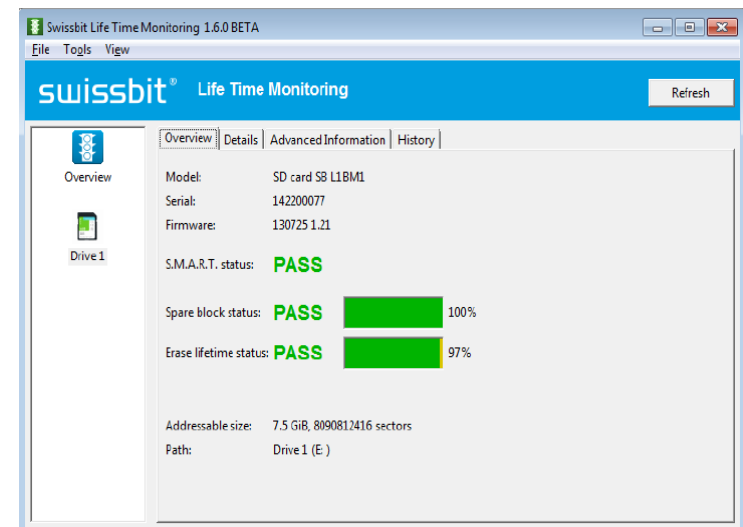 Swissbit Life Time Monitoring 1.6.0 BETA
File Tools View
swissbit® Life Time Monitoring Refresh
Overview Details Advanced Information History
Overview
Drive 1
Model: SD card SB L1BM1
Serial: 142200077
Firmware: 130725 1.21
S.M.A.R.T. status: PASS
Spare block status: PASS 100%
Erase lifetime status: PASS 97%
Addressable size: 7.5 GiB, 8090812416 sectors
Path: Drive 1 (E: )